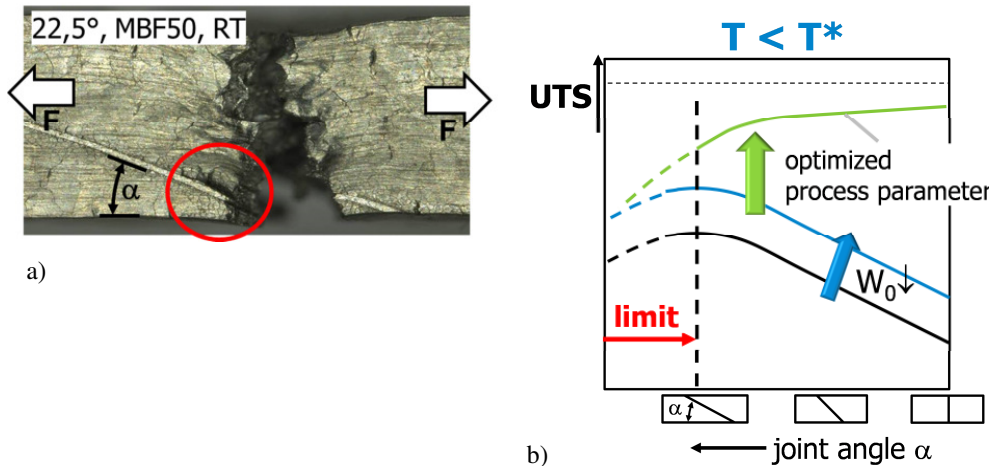 22,5°, MBF50, RT
F
F
α
a)
T < T*
UTS
optimized
process parameter
W₀↓
limit
α
joint angle α
b)